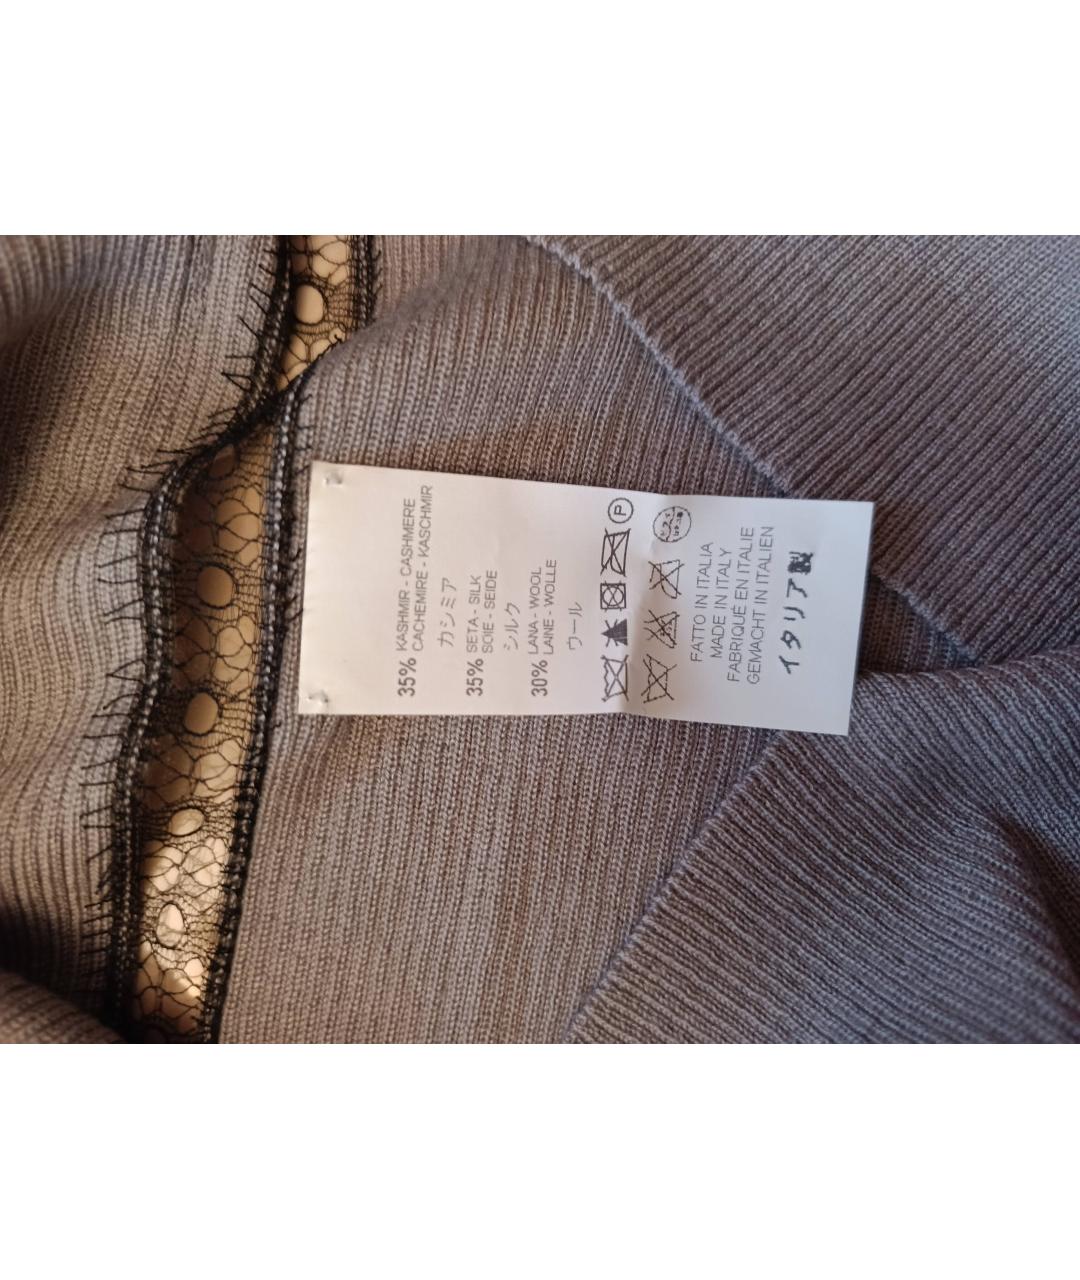 35% KASHMIR - CASHMERE
CACHEMIRE - KASCHMIR
カシミア
35% SETA - SILK
SOIE - SEIDE
シルク
30% LANA - WOOL
LAINE - WOLLE
ウール
P
FATTO IN ITALIA
MADE IN ITALY
FABRIQUÉ EN ITALIE
GEMACHT IN ITALIEN
イタリア製